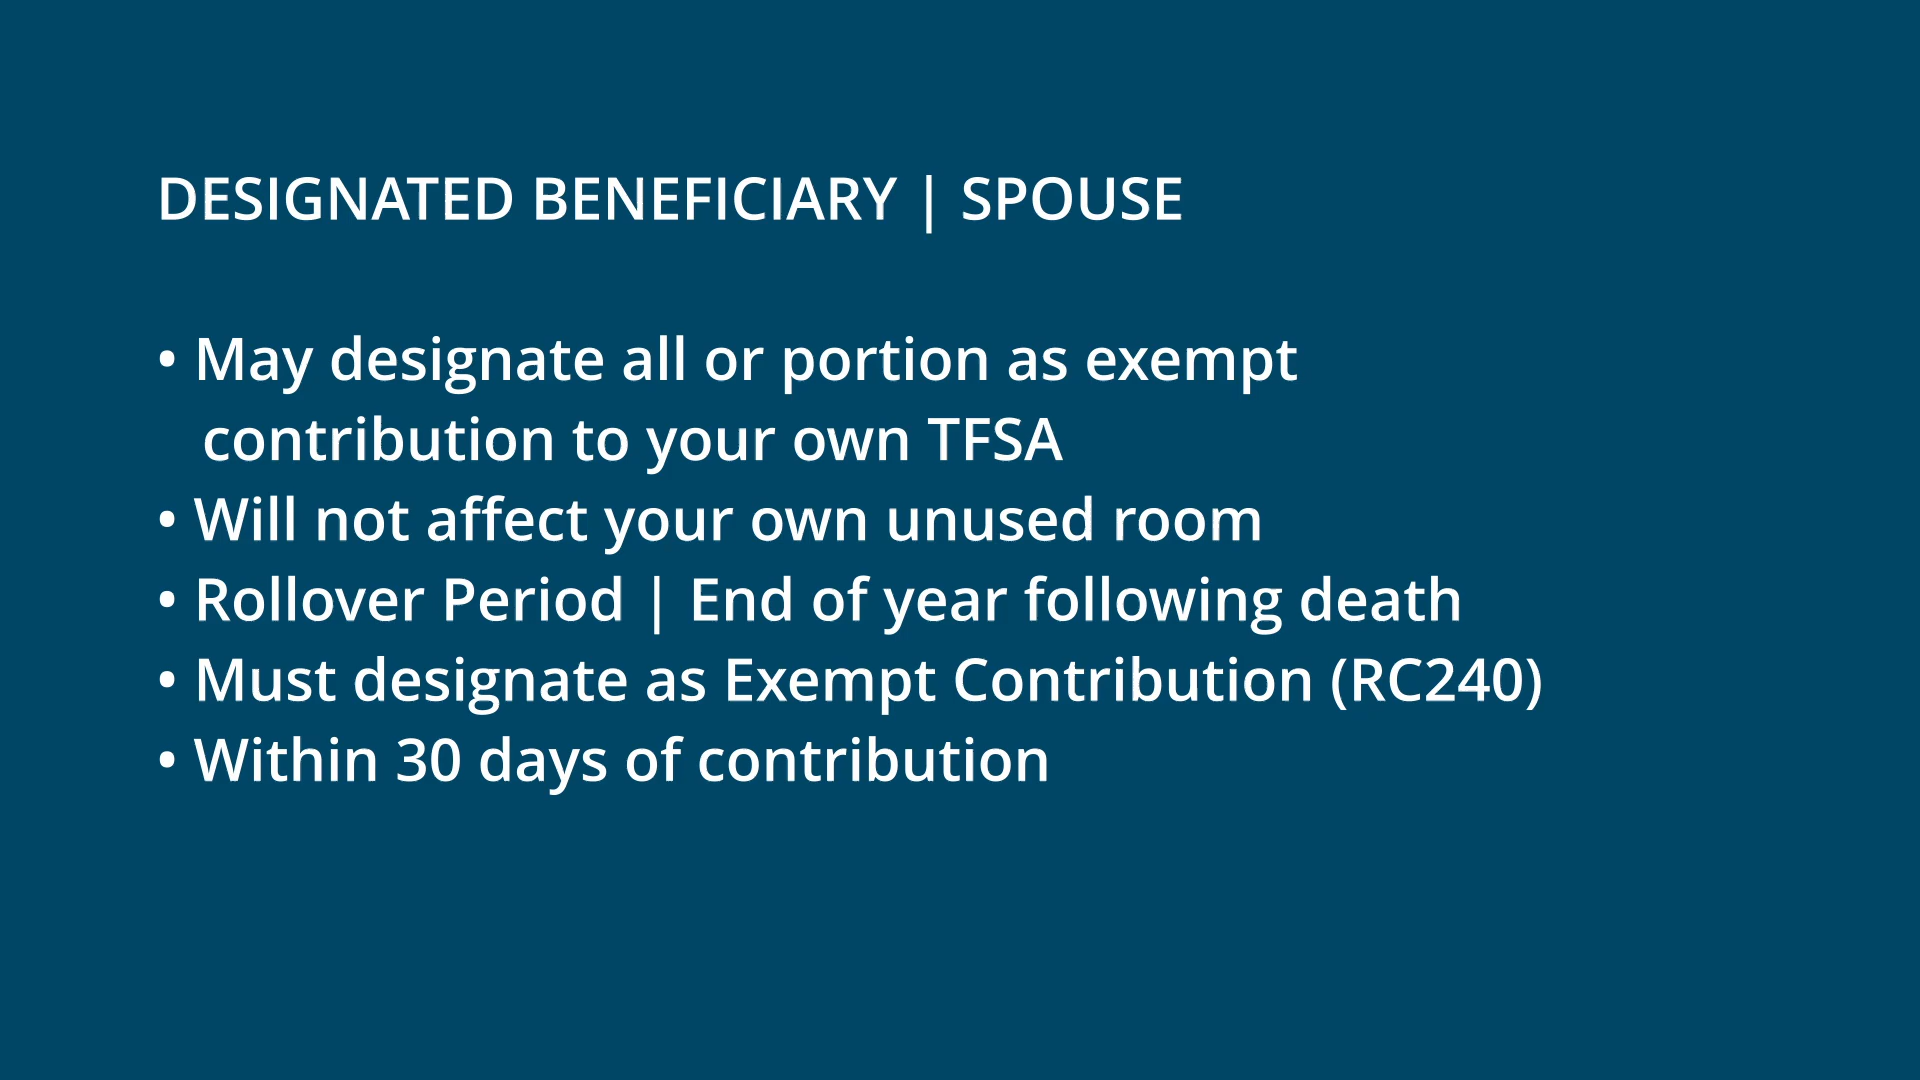 DESIGNATED BENEFICIARY | SPOUSE
• May designate all or portion as exempt
contribution to your own TFSA
• Will not affect your own unused room
• Rollover Period | End of year following death
• Must designate as Exempt Contribution (RC240)
• Within 30 days of contribution